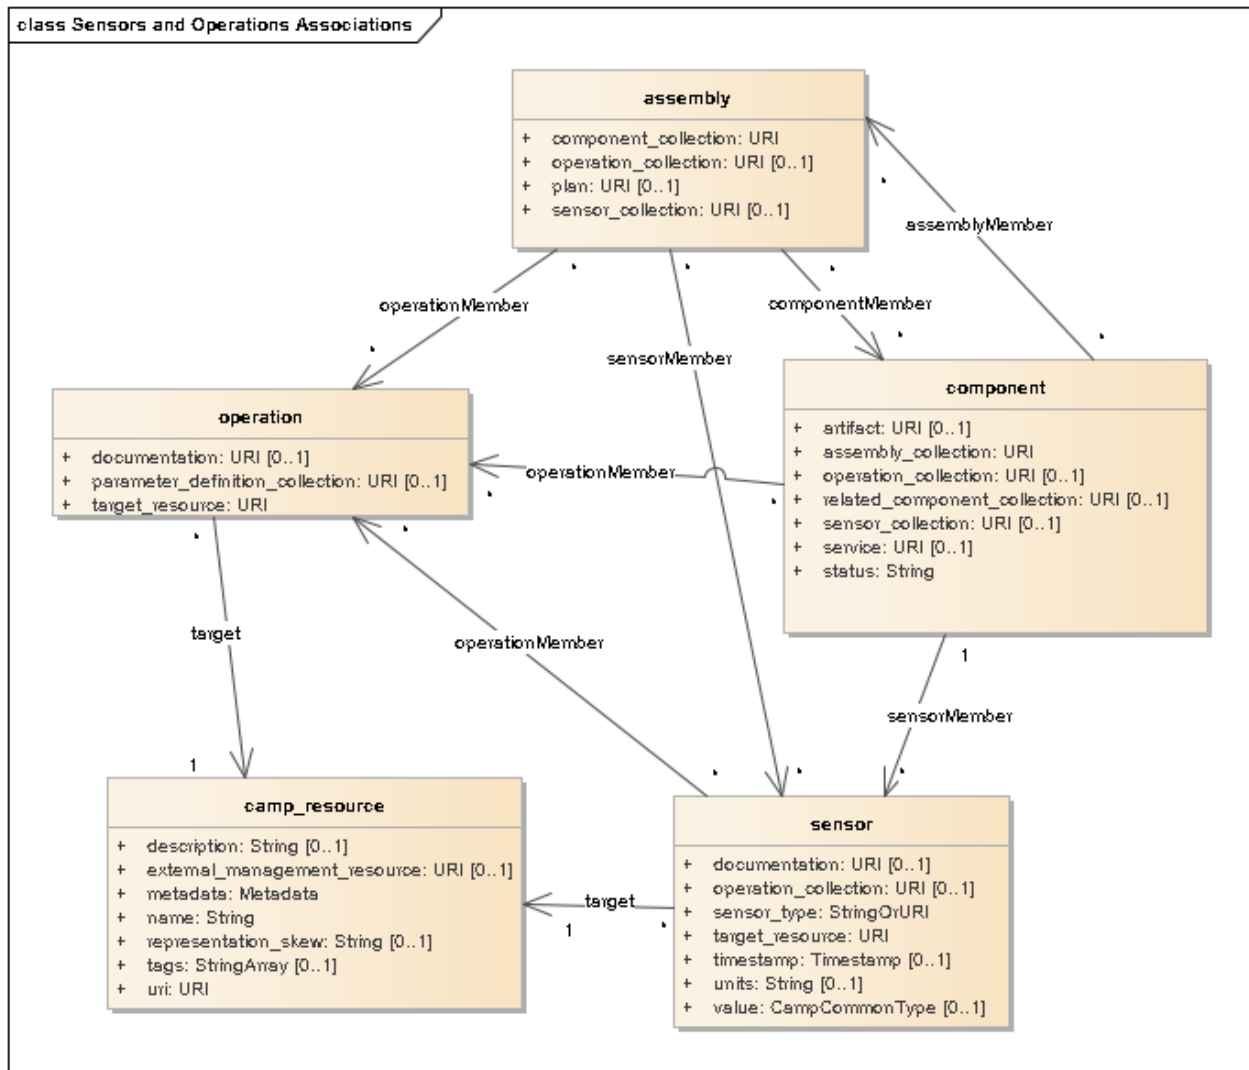 class Sensors and Operations Associations
assembly
+ component_collection: URI
+ operation_collection: URI [0..1]
+ plan: URI [0..1]
+ sensor_collection: URI [0..1]
*
*
*
*
assemblyMember
operationMember
componentMember
*
*
*
sensorMember
operation
+ documentation: URI [0..1]
+ parameter_definition_collection: URI [0..1]
+ target_resource: URI
component
+ artifact: URI [0..1]
+ assembly_collection: URI
+ operation_collection: URI [0..1]
+ related_component_collection: URI [0..1]
+ sensor_collection: URI [0..1]
+ service: URI [0..1]
+ status: String
operationMember
*
*
*
*
target
operationMember
1
sensorMember
1
*
*
*
camp_resource
+ description: String [0..1]
+ external_management_resource: URI [0..1]
+ metadata: Metadata
+ name: String
+ representation_skew: String [0..1]
+ tags: StringArray [0..1]
+ uri: URI
target
1
*
sensor
+ documentation: URI [0..1]
+ operation_collection: URI [0..1]
+ sensor_type: StringOrURI
+ target_resource: URI
+ timestamp: Timestamp [0..1]
+ units: String [0..1]
+ value: CampCommonType [0..1]